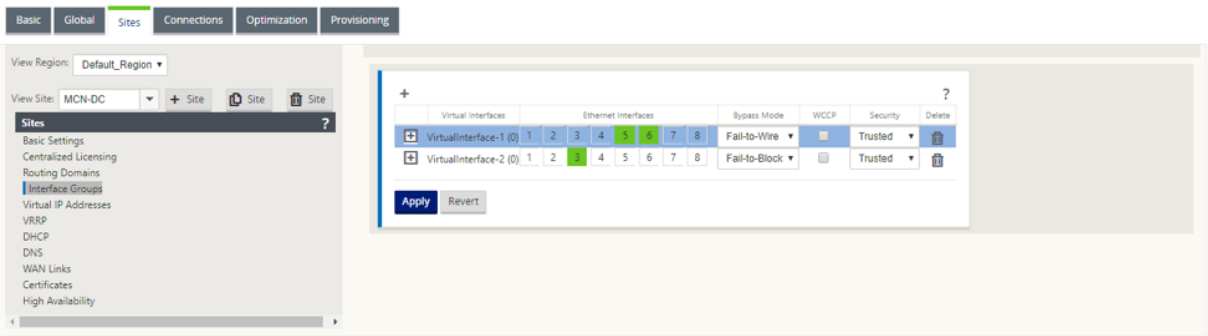 Basic Global Sites Connections Optimization Provisioning
View Region: Default_Region
View Site: MCN-DC + Site Site Site
Sites ?
Basic Settings
Centralized Licensing
Routing Domains
Interface Groups
Virtual IP Addresses
VRRP
DHCP
DNS
WAN Links
Certificates
High Availability
+ ?
Virtual Interfaces Ethernet Interfaces Bypass Mode WCCP Security Delete
+ VirtualInterface-1 (0) 1 2 3 4 5 6 7 8 Fail-to-Wire Trusted
+ VirtualInterface-2 (0) 1 2 3 4 5 6 7 8 Fail-to-Block Trusted
Apply Revert